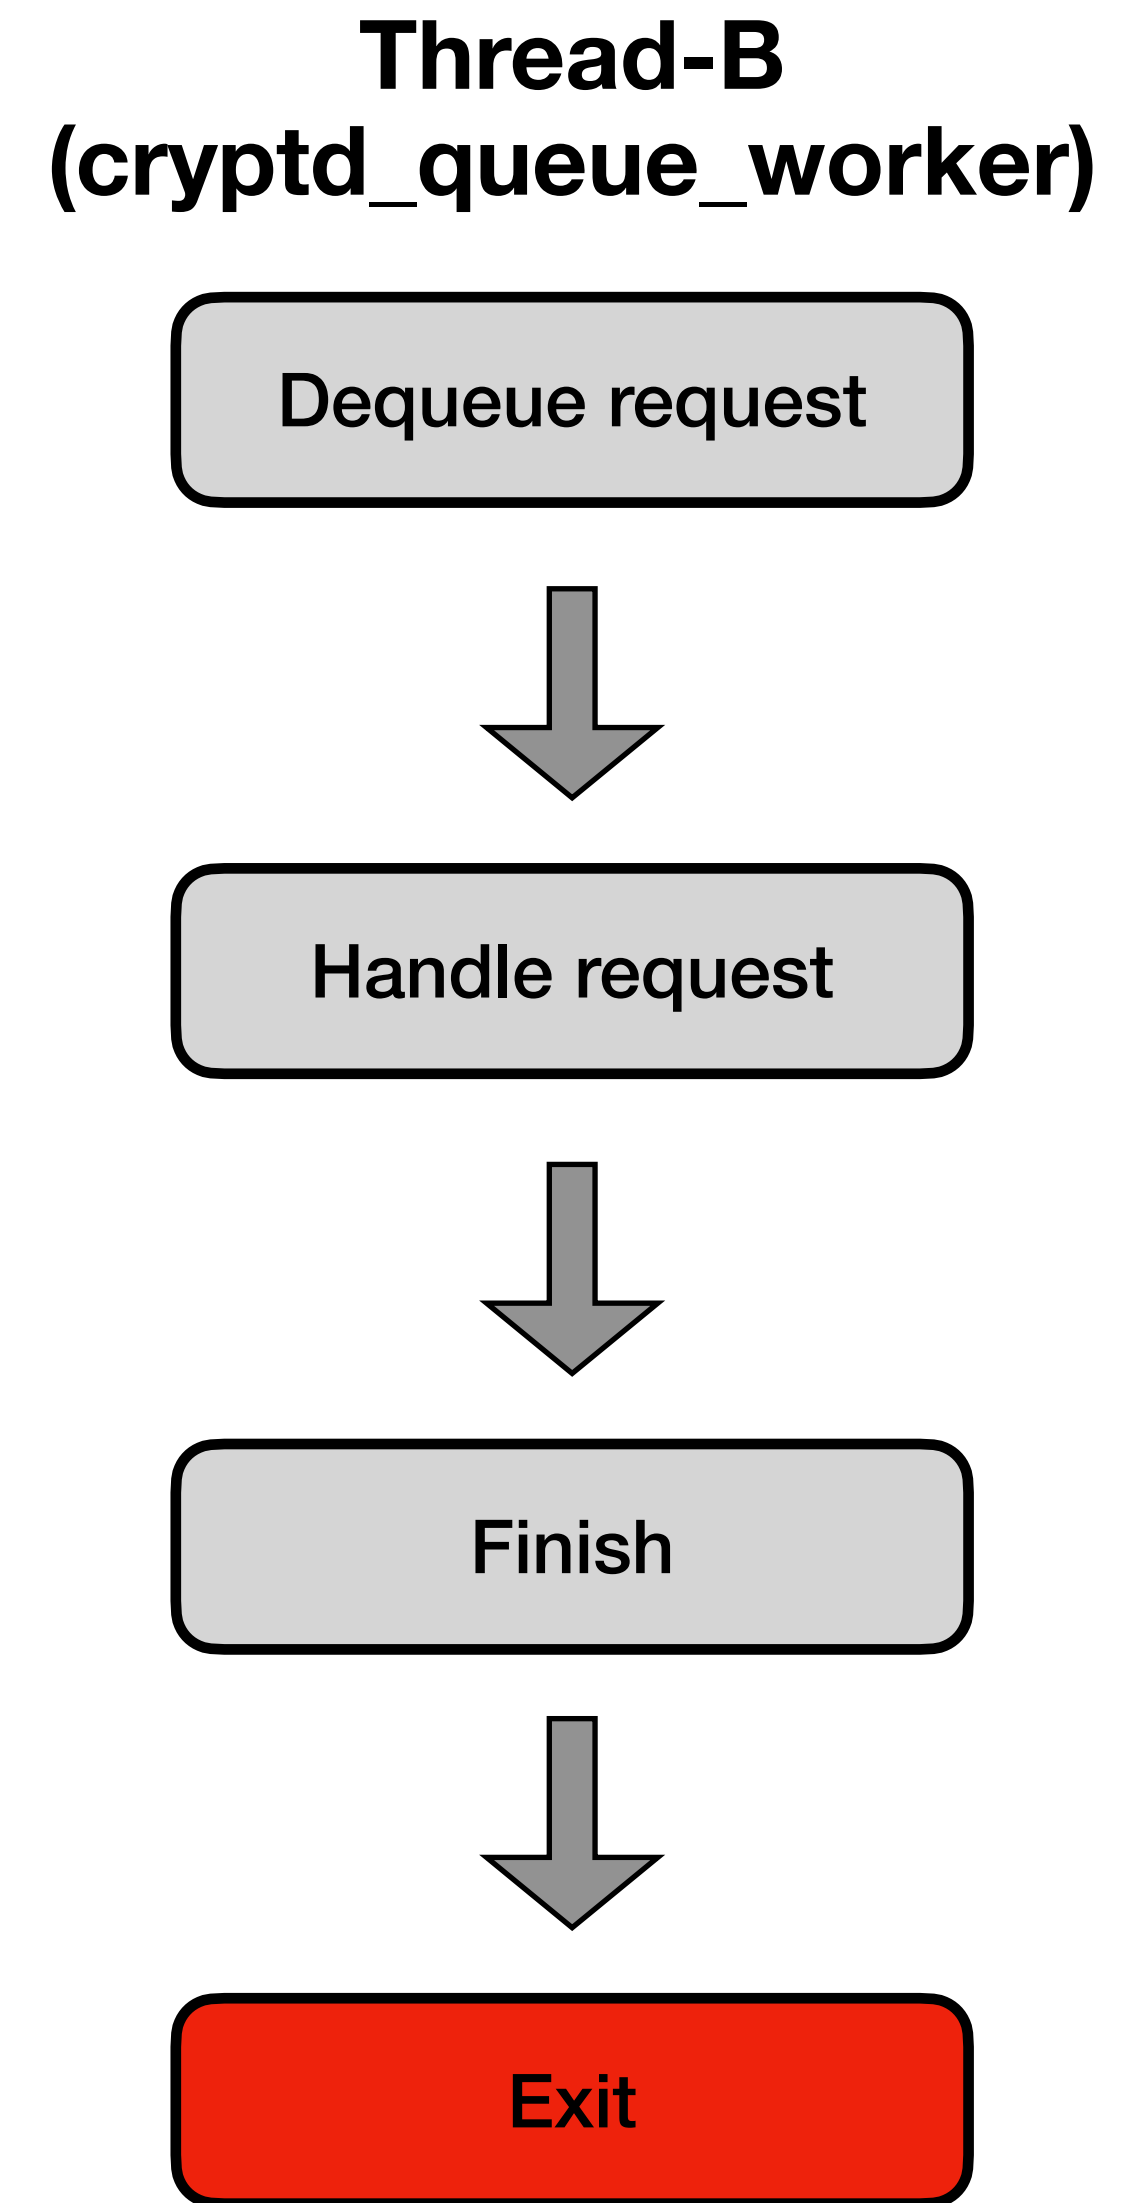 Thread-B
(cryptd_queue_worker)
Dequeue request
Handle request
Finish
Exit